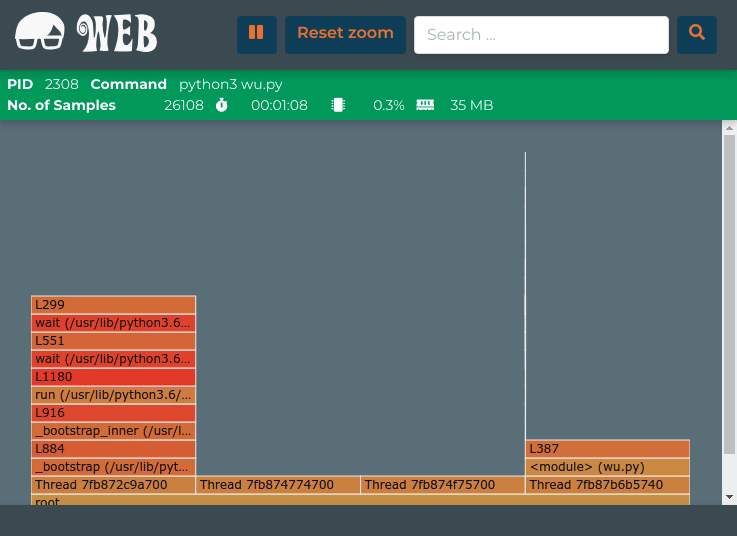 WEB
Reset zoom
Search ...
PID 2308 Command python3 wu.py
No. of Samples 26108 00:01:08 0.3% 35 MB
L299
wait (/usr/lib/python3.6...
L551
wait (/usr/lib/python3.6...
L1180
run (/usr/lib/python3.6/...
L916
_bootstrap_inner (/usr/l...
L884 L387
_bootstrap (/usr/lib/pyt... <module> (wu.py)
Thread 7fb872c9a700 Thread 7fb874774700 Thread 7fb874f75700 Thread 7fb87b6b5740
root